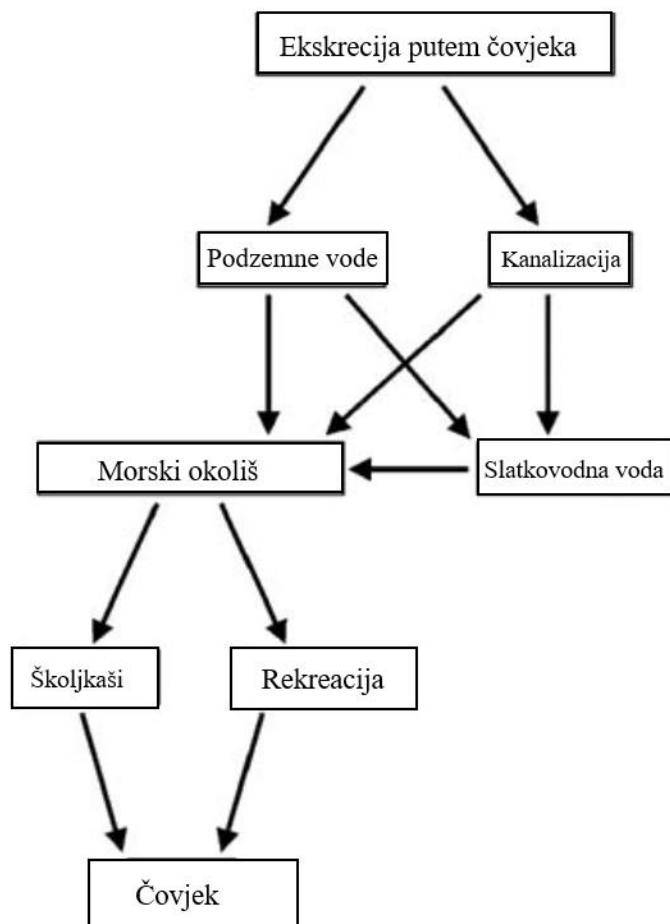 Ekskrecija putem čovjeka
Podzemne vode
Kanalizacija
Morski okoliš
Slatkovodna voda
Školjkaši
Rekreacija
Čovjek